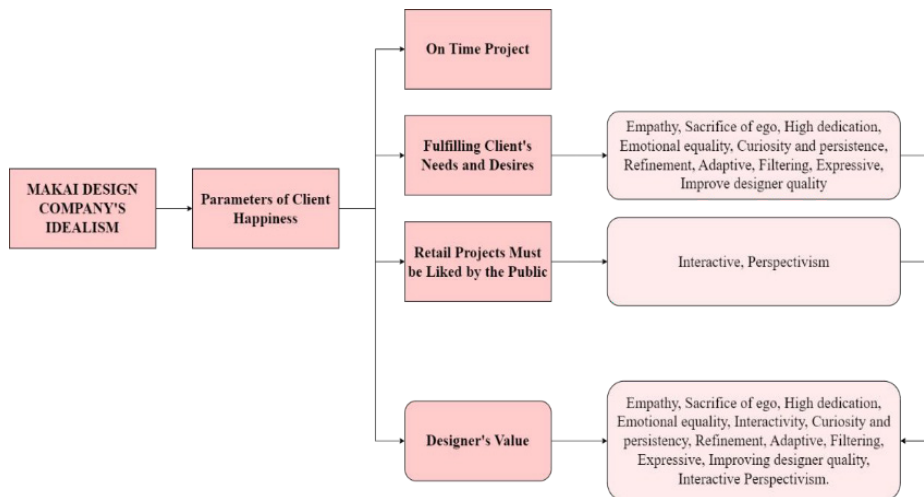 On Time Project
MAKAI DESIGN
COMPANY'S
IDEALISM
Parameters of Client
Happiness
Fulfilling Client's
Needs and Desires
Empathy, Sacrifice of ego, High dedication,
Emotional equality, Curiosity and persistence,
Refinement, Adaptive, Filtering, Expressive,
Improve designer quality
Retail Projects Must
be Liked by the Public
Interactive, Perspectivism
Designer's Value
Empathy, Sacrifice of ego, High dedication,
Emotional equality, Interactivity, Curiosity and
persistency, Refinement, Adaptive, Filtering,
Expressive, Improving designer quality,
Interactive Perspectivism.